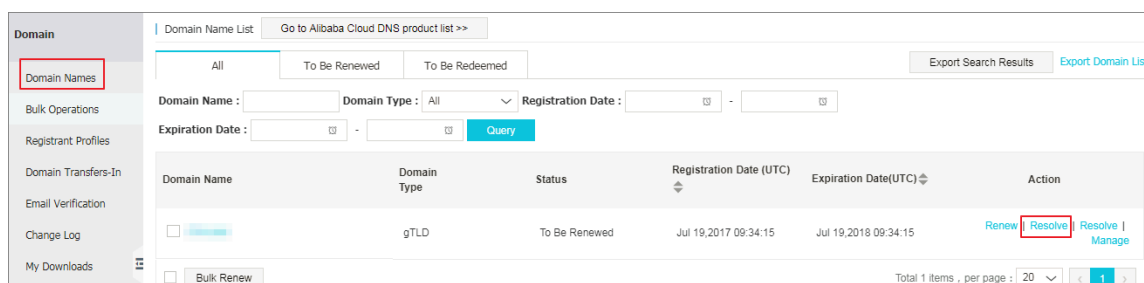 Domain
Domain Names
Bulk Operations
Registrant Profiles
Domain Transfers-In
Email Verification
Change Log
My Downloads
Domain Name List Go to Alibaba Cloud DNS product list >>
All To Be Renewed To Be Redeemed Export Search Results Export Domain Lis
Domain Name : Domain Type : All Registration Date : -
Expiration Date : - Query
Domain Name Domain Type Status Registration Date (UTC) Expiration Date(UTC) Action
gTLD To Be Renewed Jul 19,2017 09:34:15 Jul 19,2018 09:34:15 Renew | Resolve | Resolve |
Manage
Bulk Renew Total 1 items , per page : 20 < 1 >